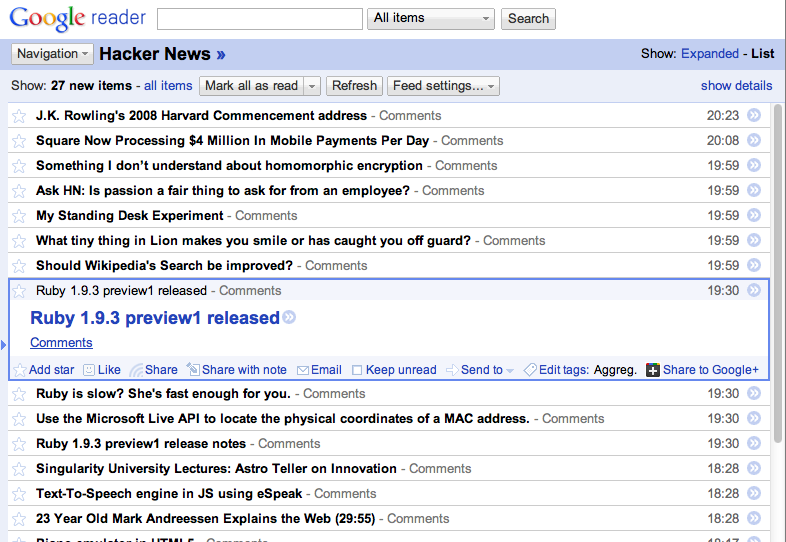 Google reader All items Search
Navigation Hacker News » Show: Expanded - List
Show: 27 new items - all items Mark all as read Refresh Feed settings... show details
J.K. Rowling's 2008 Harvard Commencement address - Comments 20:23
Square Now Processing $4 Million In Mobile Payments Per Day - Comments 20:08
Something I don't understand about homomorphic encryption - Comments 19:59
Ask HN: Is passion a fair thing to ask for from an employee? - Comments 19:59
My Standing Desk Experiment - Comments 19:59
What tiny thing in Lion makes you smile or has caught you off guard? - Comments 19:59
Should Wikipedia's Search be improved? - Comments 19:59
Ruby 1.9.3 preview1 released - Comments 19:30
Ruby 1.9.3 preview1 released
Comments
Add star Like Share Share with note Email Keep unread Send to Edit tags: Aggreg. Share to Google+
Ruby is slow? She's fast enough for you. - Comments 19:30
Use the Microsoft Live API to locate the physical coordinates of a MAC address. - Comments 19:30
Ruby 1.9.3 preview1 release notes - Comments 19:30
Singularity University Lectures: Astro Teller on Innovation - Comments 18:28
Text-To-Speech engine in JS using eSpeak - Comments 18:28
23 Year Old Mark Andreessen Explains the Web (29:55) - Comments 18:28
Piano emulator in HTML5 - Comments 18:17